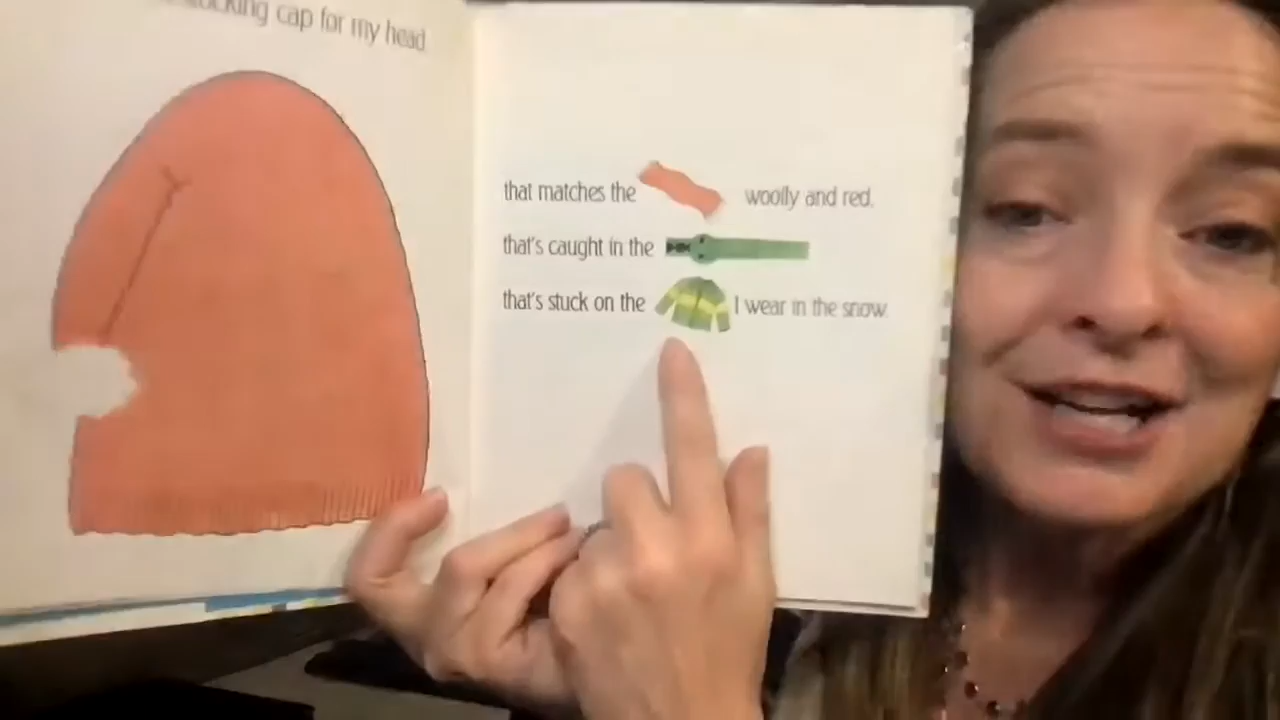 cap for my head
that matches the woolly and red.
that's caught in the
that's stuck on the I wear in the snow.